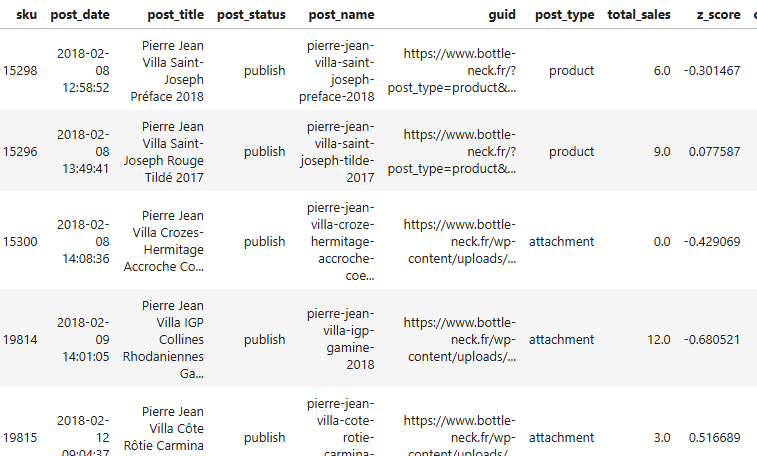 sku post_date post_title post_status post_name guid post_type total_sales z_score
15298 2018-02-08 12:58:52 Pierre Jean Villa Saint-Joseph Préface 2018 publish pierre-jean-villa-saint-joseph-preface-2018 https://www.bottle-neck.fr/?post_type=product&... product 6.0 -0.301467
15296 2018-02-08 13:49:41 Pierre Jean Villa Saint-Joseph Rouge Tildé 2017 publish pierre-jean-villa-saint-joseph-tilde-2017 https://www.bottle-neck.fr/?post_type=product&... product 9.0 0.077587
15300 2018-02-08 14:08:36 Pierre Jean Villa Crozes-Hermitage Accroche Co... publish pierre-jean-villa-croze-hermitage-accroche-coe... https://www.bottle-neck.fr/wp-content/uploads/... attachment 0.0 -0.429069
19814 2018-02-09 14:01:05 Pierre Jean Villa IGP Collines Rhodaniennes Ga... publish pierre-jean-villa-igp-gamine-2018 https://www.bottle-neck.fr/wp-content/uploads/... attachment 12.0 -0.680521
19815 2018-02-12 09:04:37 Pierre Jean Villa Côte Rôtie Carmina publish pierre-jean-villa-cote-rotie-carmina- https://www.bottle-neck.fr/wp-content/uploads/... attachment 3.0 0.516689